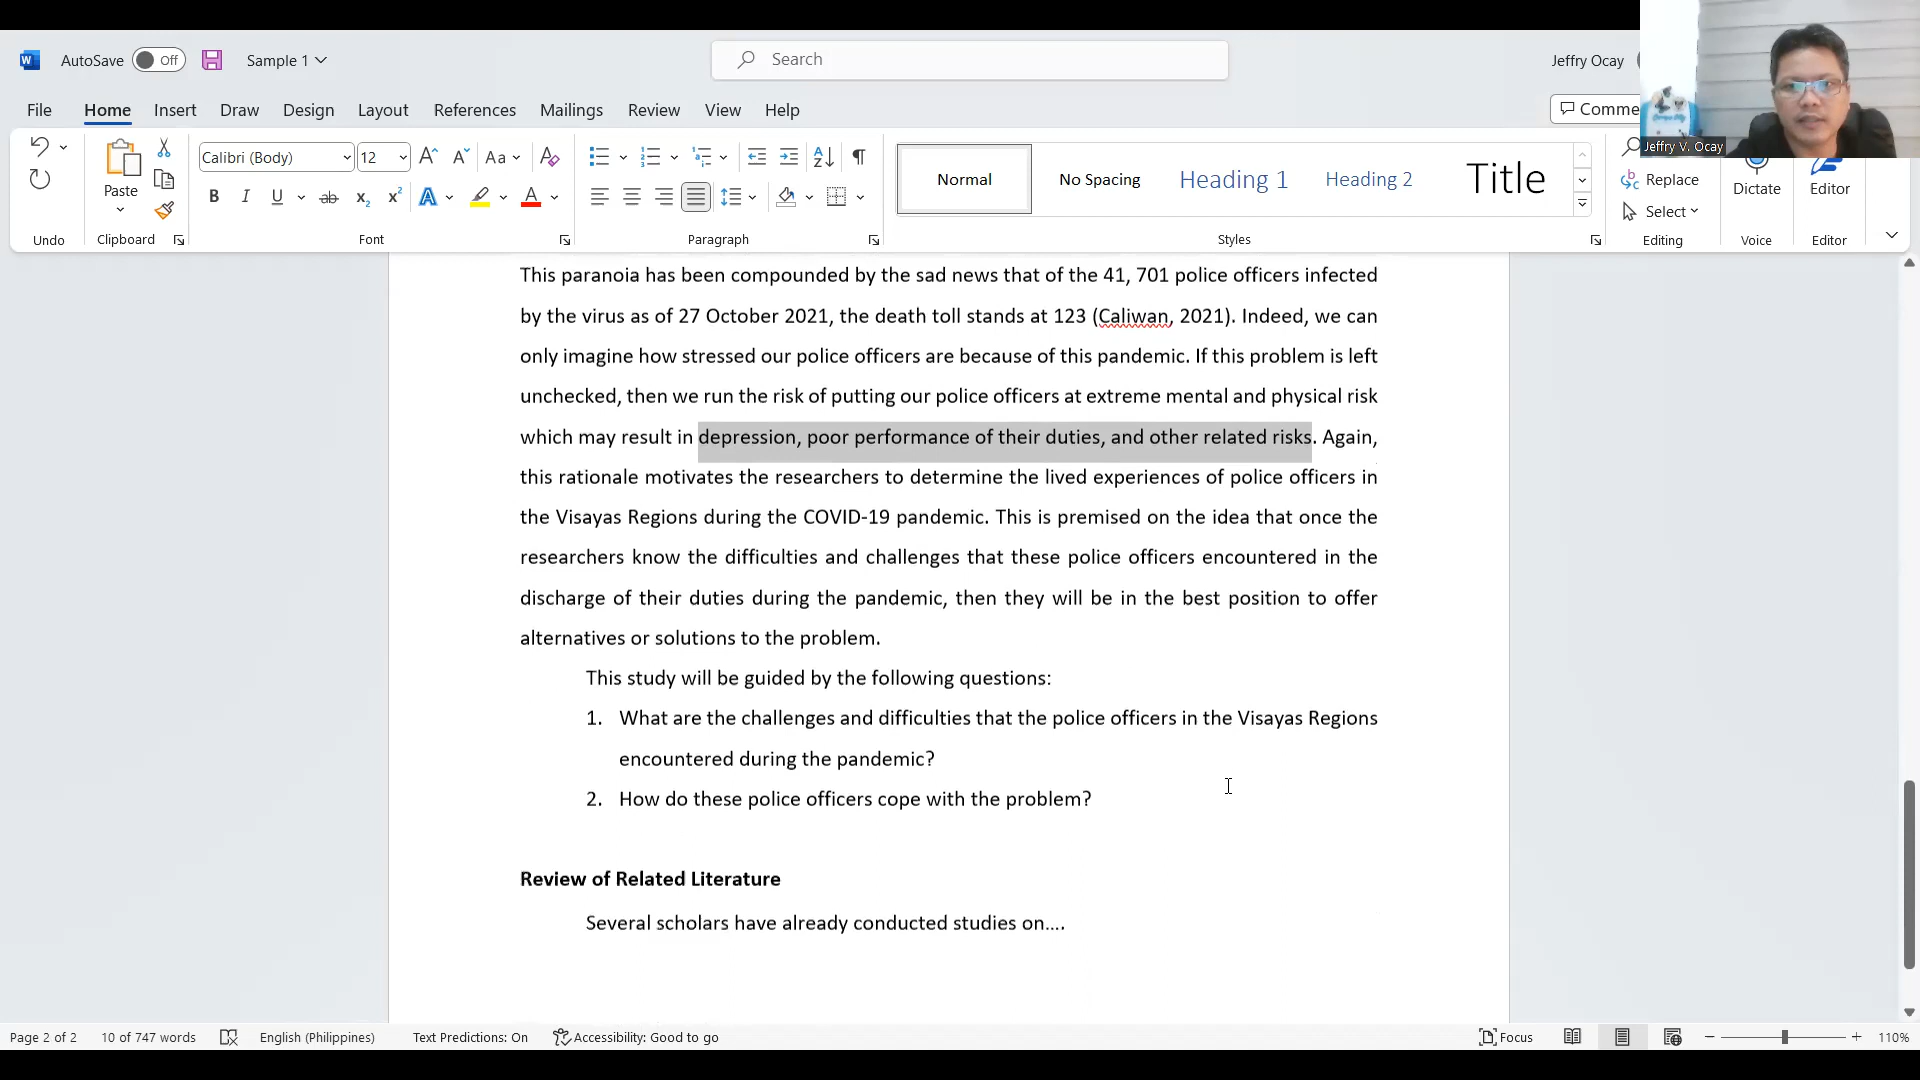 AutoSave Off Sample 1 Search Jeffry Ocay
File Home Insert Draw Design Layout References Mailings Review View Help Comme
Jeffry V. Ocay
Calibri (Body) 12 Aa
Paste
Normal No Spacing Heading 1 Heading 2 Title
Replace
Select
Dictate Editor
B I U ab x2 x2 A A
Undo Clipboard Font Paragraph Styles Editing Voice Editor
This paranoia has been compounded by the sad news that of the 41, 701 police officers infected
by the virus as of 27 October 2021, the death toll stands at 123 (Caliwan, 2021). Indeed, we can
only imagine how stressed our police officers are because of this pandemic. If this problem is left
unchecked, then we run the risk of putting our police officers at extreme mental and physical risk
which may result in depression, poor performance of their duties, and other related risks. Again,
this rationale motivates the researchers to determine the lived experiences of police officers in
the Visayas Regions during the COVID-19 pandemic. This is premised on the idea that once the
researchers know the difficulties and challenges that these police officers encountered in the
discharge of their duties during the pandemic, then they will be in the best position to offer
alternatives or solutions to the problem.
This study will be guided by the following questions:
1. What are the challenges and difficulties that the police officers in the Visayas Regions
encountered during the pandemic?
2. How do these police officers cope with the problem?
Review of Related Literature
Several scholars have already conducted studies on....
Page 2 of 2 10 of 747 words English (Philippines) Text Predictions: On Accessibility: Good to go Focus 110%